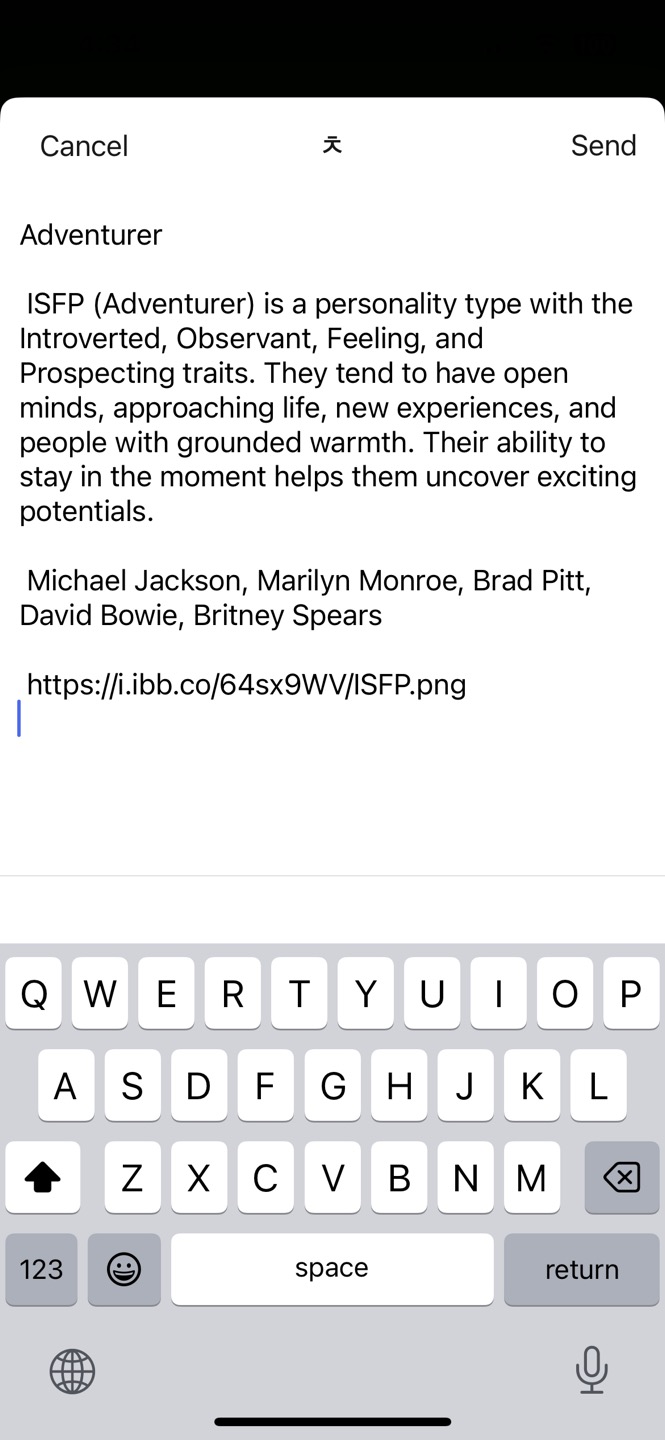 Cancel ㅊ Send
Adventurer
ISFP (Adventurer) is a personality type with the
Introverted, Observant, Feeling, and
Prospecting traits. They tend to have open
minds, approaching life, new experiences, and
people with grounded warmth. Their ability to
stay in the moment helps them uncover exciting
potentials.
Michael Jackson, Marilyn Monroe, Brad Pitt,
David Bowie, Britney Spears
https://i.ibb.co/64sx9WV/ISFP.png
Q W E R T Y U I O P
A S D F G H J K L
Z X C V B N M
123 space return